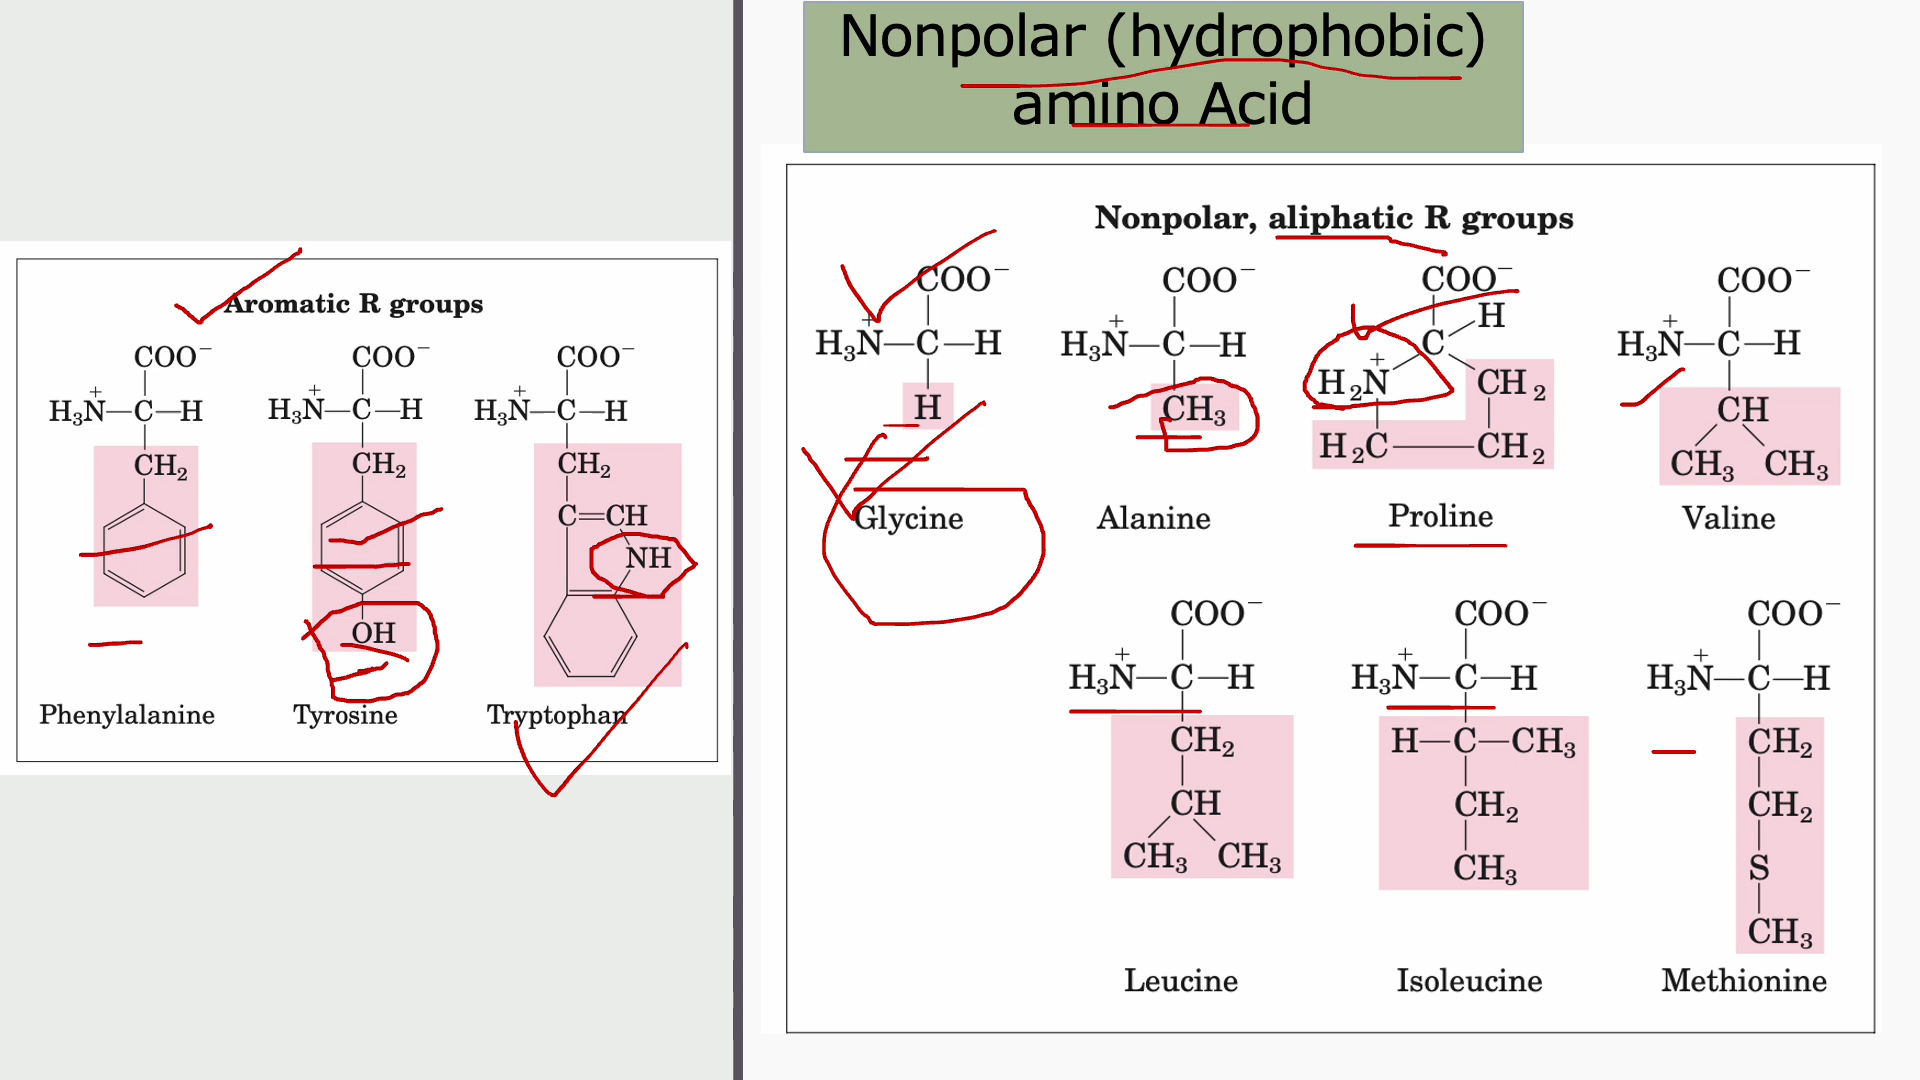 Nonpolar (hydrophobic)
amino Acid
Aromatic R groups
COO⁻ COO⁻ COO⁻
H₃N⁺—C—H H₃N⁺—C—H H₃N⁺—C—H
CH₂ CH₂ CH₂
C=CH
NH
OH
Phenylalanine Tyrosine Tryptophan
Nonpolar, aliphatic R groups
COO⁻ COO⁻ COO⁻ COO⁻
H
H₃N⁺—C—H H₃N⁺—C—H C H₃N⁺—C—H
H₂N⁺ CH₂
H CH₃ CH
H₂C—CH₂
CH₃ CH₃
Glycine Alanine Proline Valine
COO⁻ COO⁻ COO⁻
H₃N⁺—C—H H₃N⁺—C—H H₃N⁺—C—H
CH₂ H—C—CH₃ CH₂
CH CH₂ CH₂
CH₃ CH₃ CH₃ S
CH₃
Leucine Isoleucine Methionine